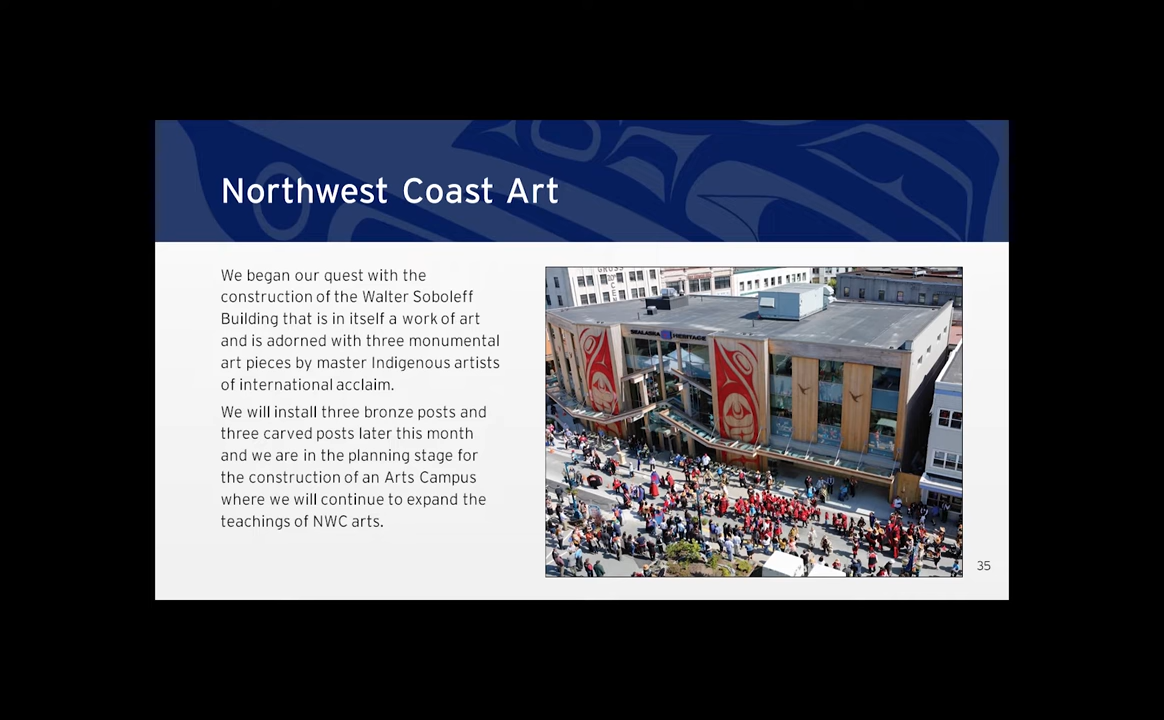 Northwest Coast Art
We began our quest with the
construction of the Walter Soboleff
Building that is in itself a work of art
and is adorned with three monumental
art pieces by master Indigenous artists
of international acclaim.
We will install three bronze posts and
three carved posts later this month
and we are in the planning stage for
the construction of an Arts Campus
where we will continue to expand the
teachings of NWC arts.
SEALASKA HERITAGE
35